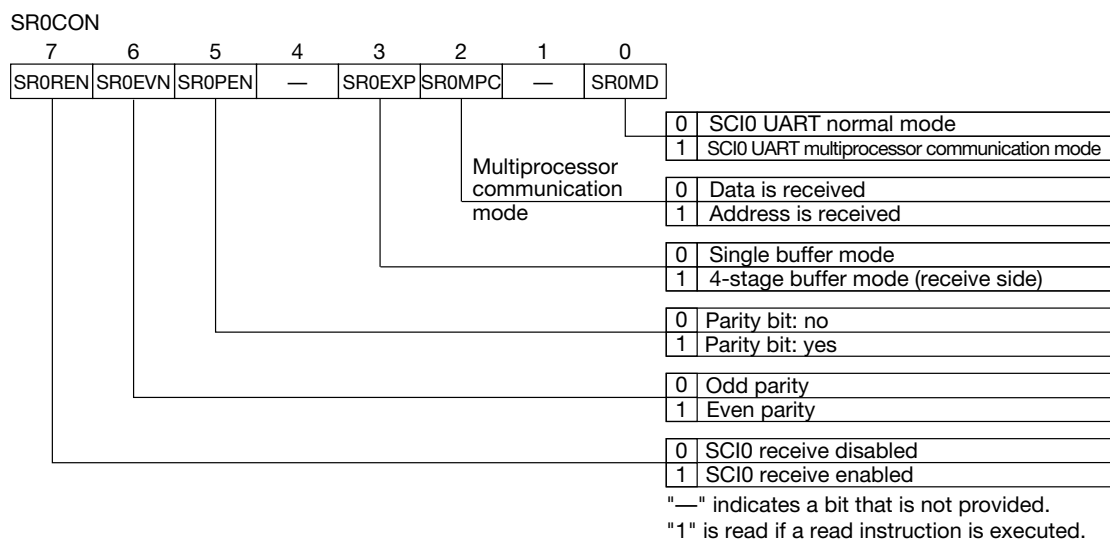 SR0CON
7 6 5 4 3 2 1 0
SR0REN SR0EVN SR0PEN — SR0EXP SR0MPC — SR0MD
0 SCI0 UART normal mode
1 SCI0 UART multiprocessor communication mode
Multiprocessor
communication
mode
0 Data is received
1 Address is received
0 Single buffer mode
1 4-stage buffer mode (receive side)
0 Parity bit: no
1 Parity bit: yes
0 Odd parity
1 Even parity
0 SCI0 receive disabled
1 SCI0 receive enabled
"—" indicates a bit that is not provided.
"1" is read if a read instruction is executed.